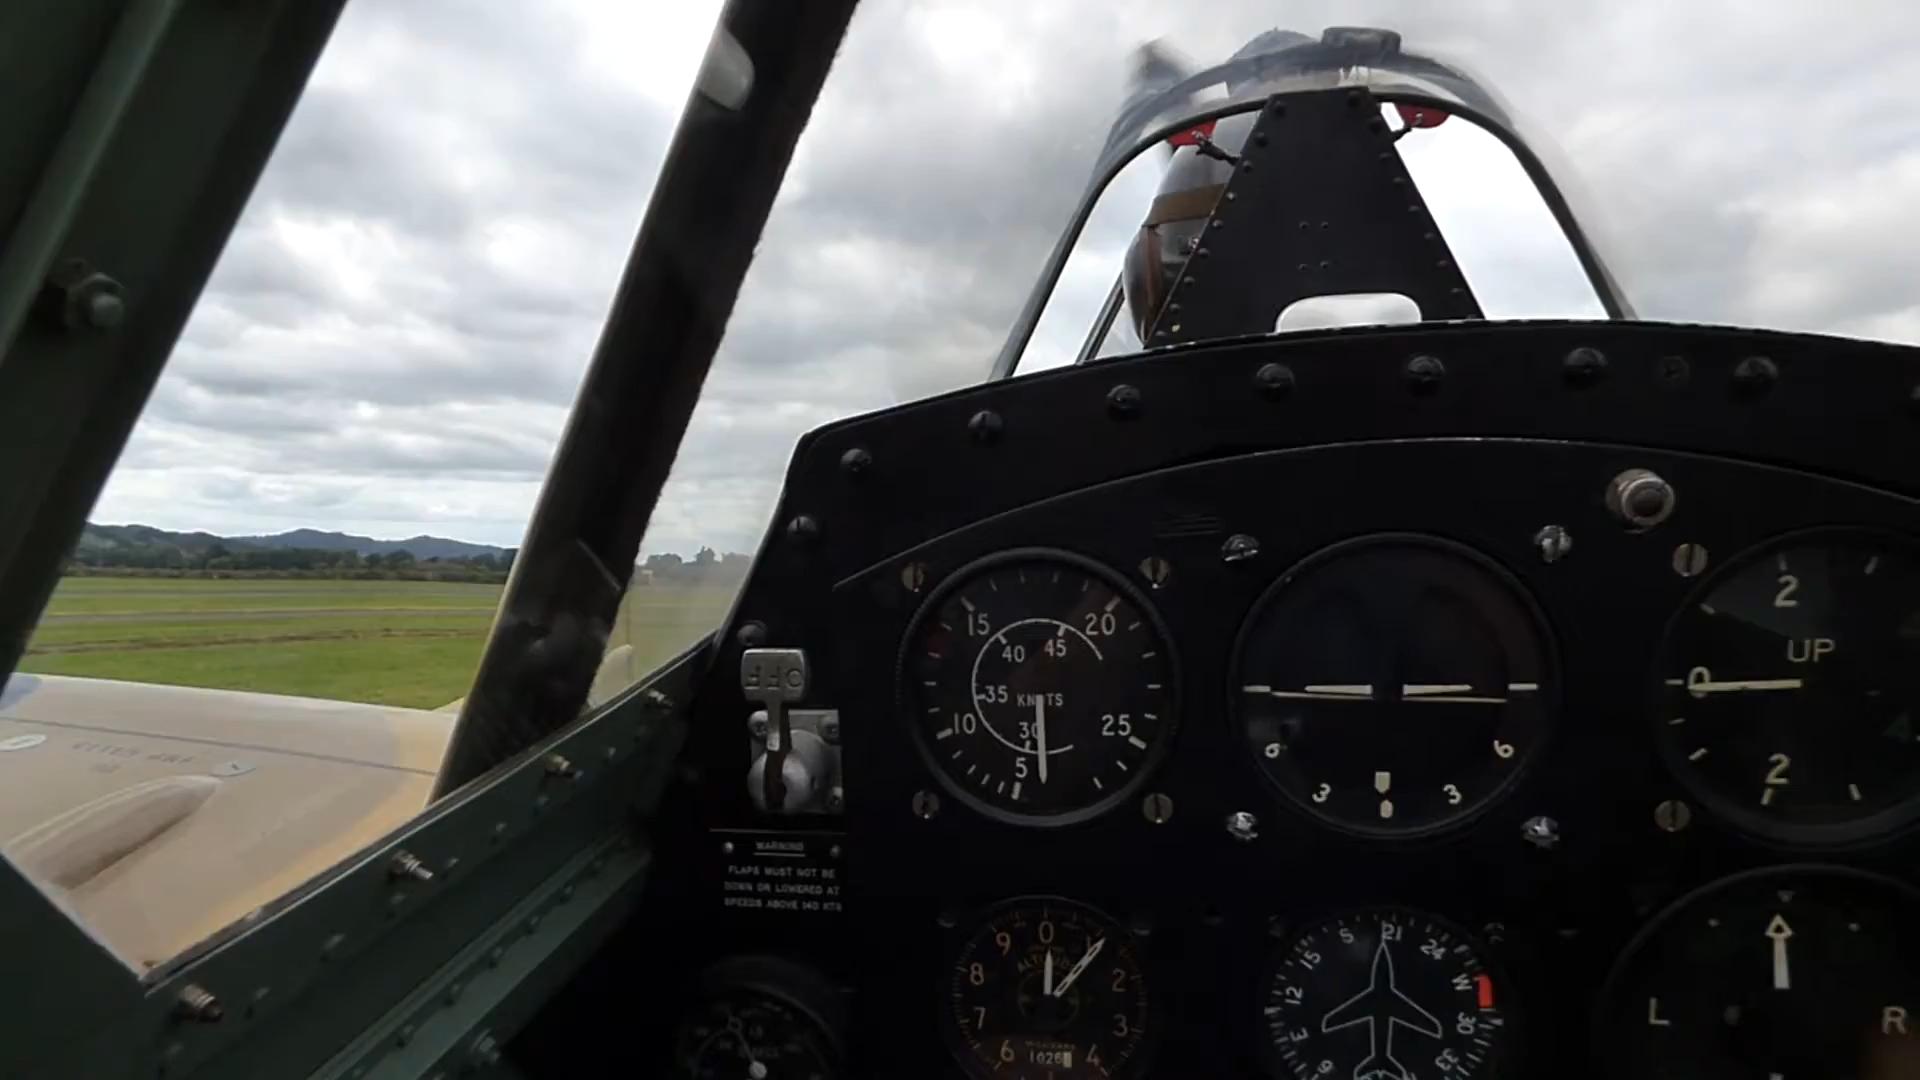 OFF
WARNING
FLAPS MUST NOT BE
DOWN OR LOWERED AT
SPEEDS ABOVE 140 KTS
15 20
40 45
35 KNOTS
10 30 25
5
6 6
3 3
2
UP
0
2
9 0 1
8 2
7 3
6 4
1026
S 21 24
15 W
12 30
E 33
6
L R